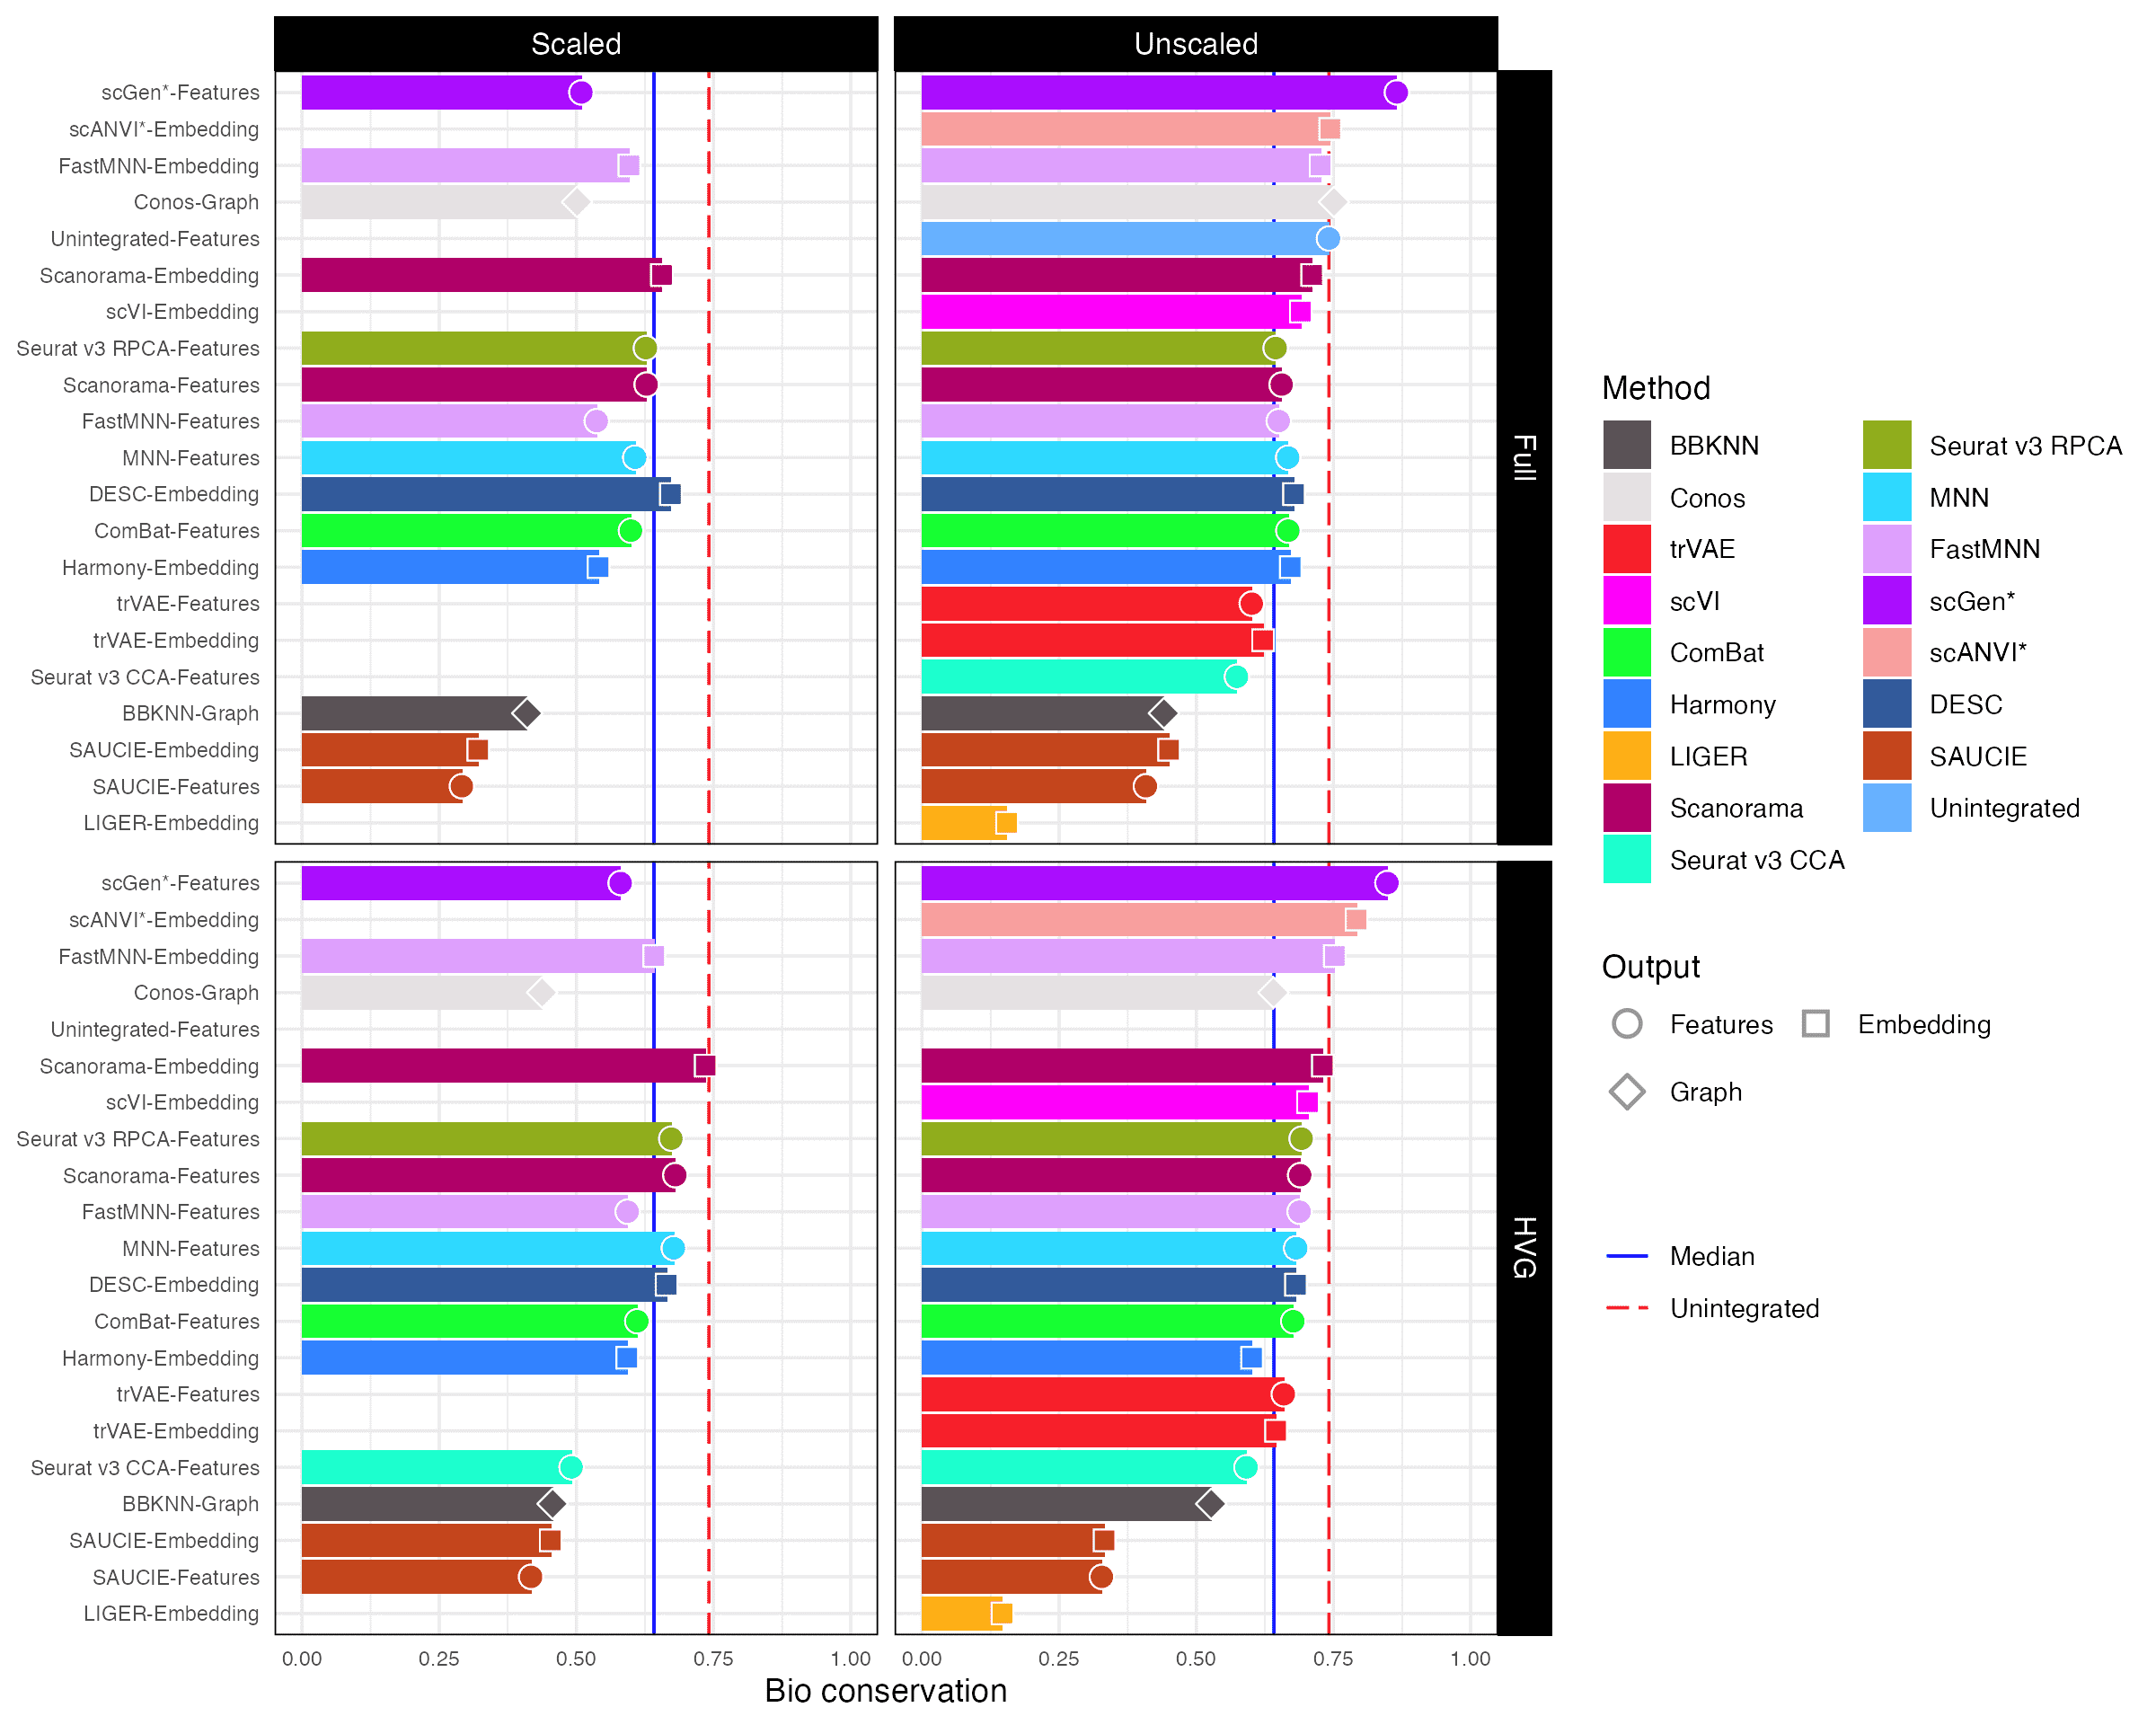 Scaled
Unscaled
scGen*-Features
scANVI*-Embedding
FastMNN-Embedding
Conos-Graph
Unintegrated-Features
Scanorama-Embedding
scVI-Embedding
Seurat v3 RPCA-Features
Scanorama-Features
FastMNN-Features
MNN-Features
DESC-Embedding
ComBat-Features
Harmony-Embedding
trVAE-Features
trVAE-Embedding
Seurat v3 CCA-Features
BBKNN-Graph
SAUCIE-Embedding
SAUCIE-Features
LIGER-Embedding
Full
scGen*-Features
scANVI*-Embedding
FastMNN-Embedding
Conos-Graph
Unintegrated-Features
Scanorama-Embedding
scVI-Embedding
Seurat v3 RPCA-Features
Scanorama-Features
FastMNN-Features
MNN-Features
DESC-Embedding
ComBat-Features
Harmony-Embedding
trVAE-Features
trVAE-Embedding
Seurat v3 CCA-Features
BBKNN-Graph
SAUCIE-Embedding
SAUCIE-Features
LIGER-Embedding
HVG
0.00 0.25 0.50 0.75 1.00 0.00 0.25 0.50 0.75 1.00
Bio conservation
Method
BBKNN
Conos
trVAE
scVI
ComBat
Harmony
LIGER
Scanorama
Seurat v3 CCA
Seurat v3 RPCA
MNN
FastMNN
scGen*
scANVI*
DESC
SAUCIE
Unintegrated
Output
Features
Embedding
Graph
Median
Unintegrated